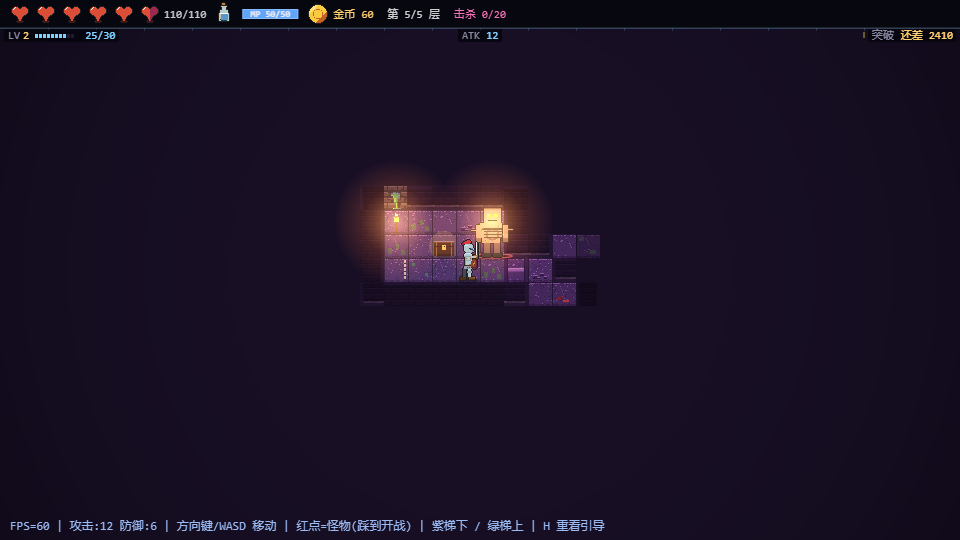 110/110 MP 50/50 金币 60 第 5/5 层 击杀 0/20
LV 2 25/30 ATK 12 突破 还差 2410
FPS=60 | 攻击:12 防御:6 | 方向键/WASD 移动 | 红点=怪物(踩到开战) | 紫梯下 / 绿梯上 | H 重看引导